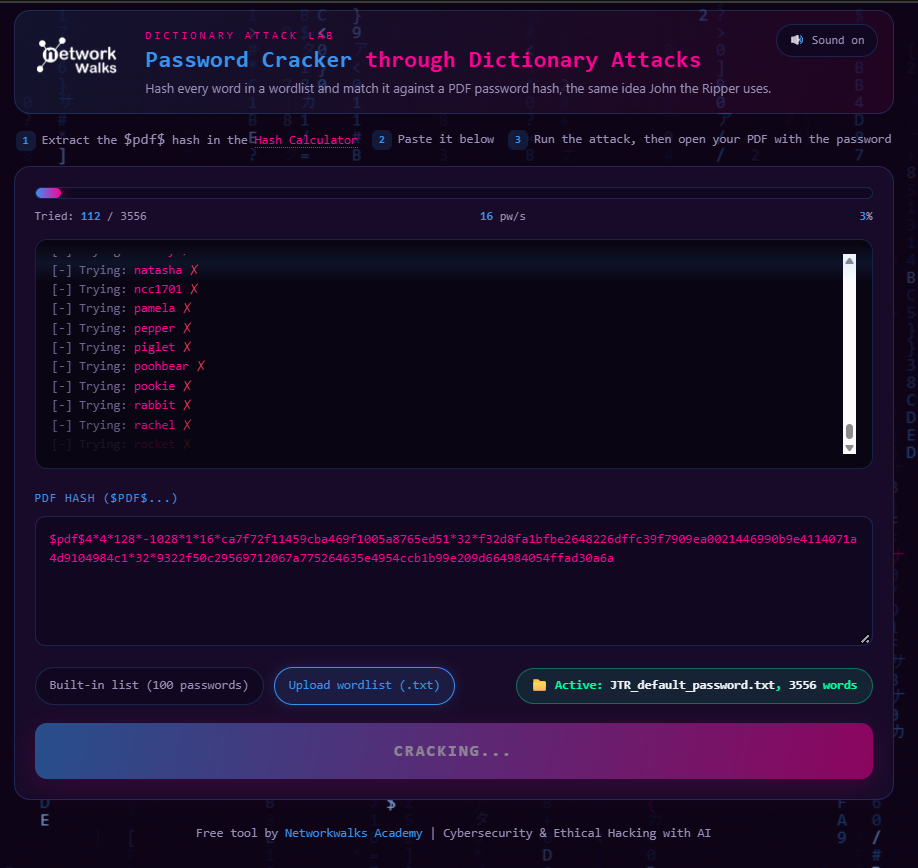 network
Walks
DICTIONARY ATTACK LAB
Password Cracker through Dictionary Attacks
Hash every word in a wordlist and match it against a PDF password hash, the same idea John the Ripper uses.
Sound on
1 Extract the $pdf$ hash in the Hash Calculator 2 Paste it below 3 Run the attack, then open your PDF with the password
Tried: 112 / 3556
16 pw/s
3%
[-] Trying: natasha ✗
[-] Trying: ncc1701 ✗
[-] Trying: pamela ✗
[-] Trying: pepper ✗
[-] Trying: piglet ✗
[-] Trying: poohbear ✗
[-] Trying: pookie ✗
[-] Trying: rabbit ✗
[-] Trying: rachel ✗
[-] Trying: rocket ✗
PDF HASH ($PDF$...)
$pdf$4*4*128*-1028*1*16*ca7f72f11459cba469f1005a8765ed51*32*f32d8fa1bfbe2648226dffc39f7909ea0021446990b9e4114071a
4d9104984c1*32*9322f50c29569712067a775264635e4954ccb1b99e209d664984054ffad30a6a
Built-in list (100 passwords)
Upload wordlist (.txt)
Active: JTR_default_password.txt, 3556 words
CRACKING...
Free tool by Networkwalks Academy | Cybersecurity & Ethical Hacking with AI